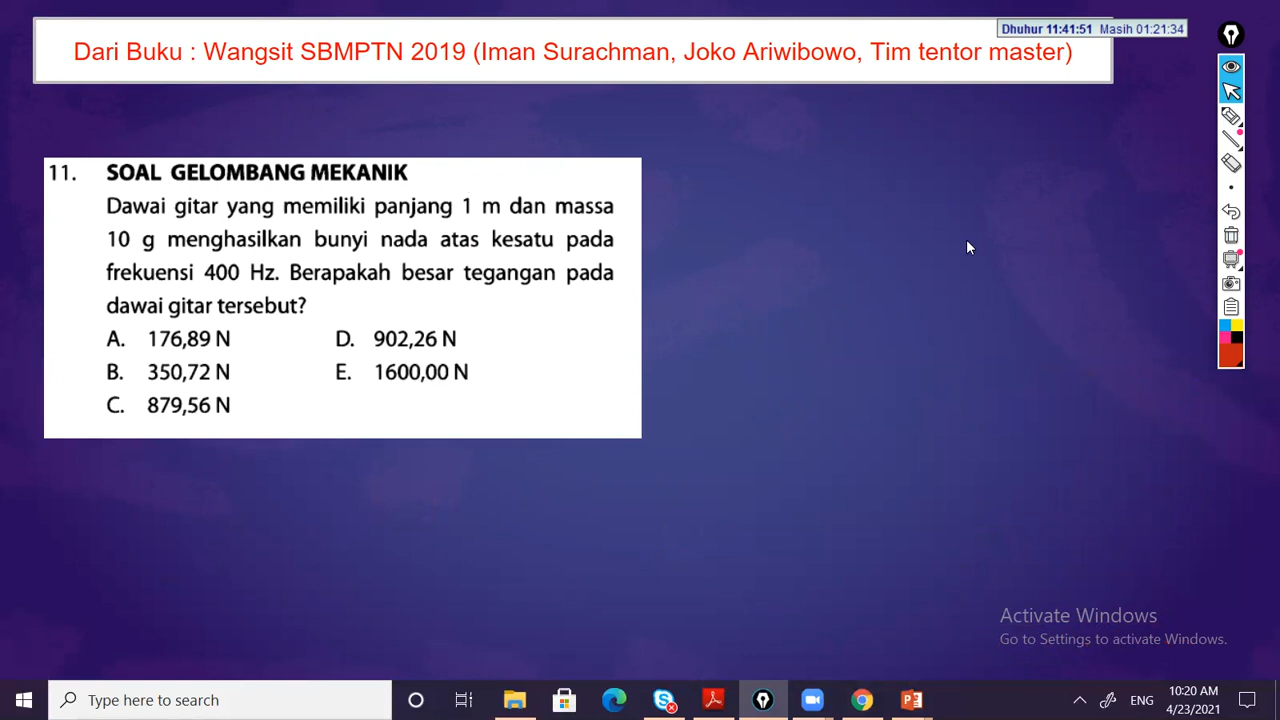 Dhuhur 11:41:51 Masih 01:21:34
Dari Buku : Wangsit SBMPTN 2019 (Iman Surachman, Joko Ariwibowo, Tim tentor master)
11. SOAL GELOMBANG MEKANIK
Dawai gitar yang memiliki panjang 1 m dan massa
10 g menghasilkan bunyi nada atas kesatu pada
frekuensi 400 Hz. Berapakah besar tegangan pada
dawai gitar tersebut?
A. 176,89 N D. 902,26 N
B. 350,72 N E. 1600,00 N
C. 879,56 N
Activate Windows
Go to Settings to activate Windows.
Type here to search
ENG
10:20 AM
4/23/2021